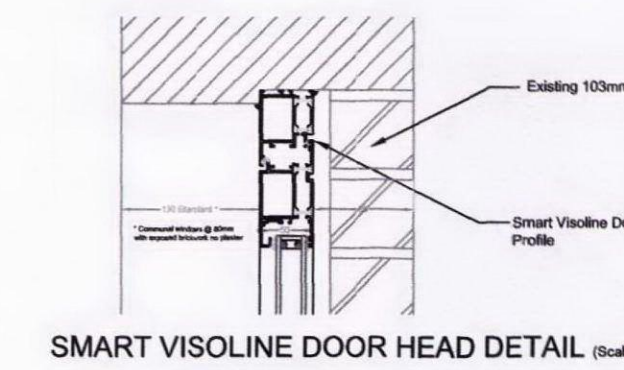 Existing 103mm
130 Standard *
* Communal windows @ 80mm
with exposed brickwork no plaster
Smart Visoline Do
Profile
SMART VISOLINE DOOR HEAD DETAIL (Scal